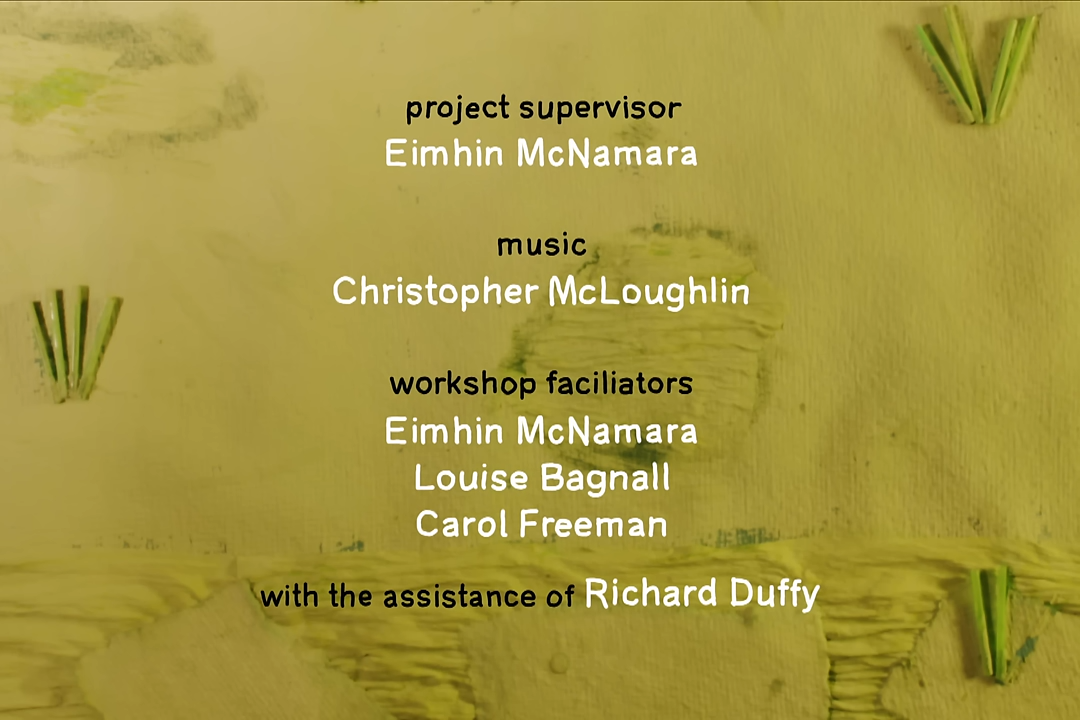 project supervisor
Eimhin McNamara
music
Christopher McLoughlin
workshop faciliators
Eimhin McNamara
Louise Bagnall
Carol Freeman
with the assistance of Richard Duffy